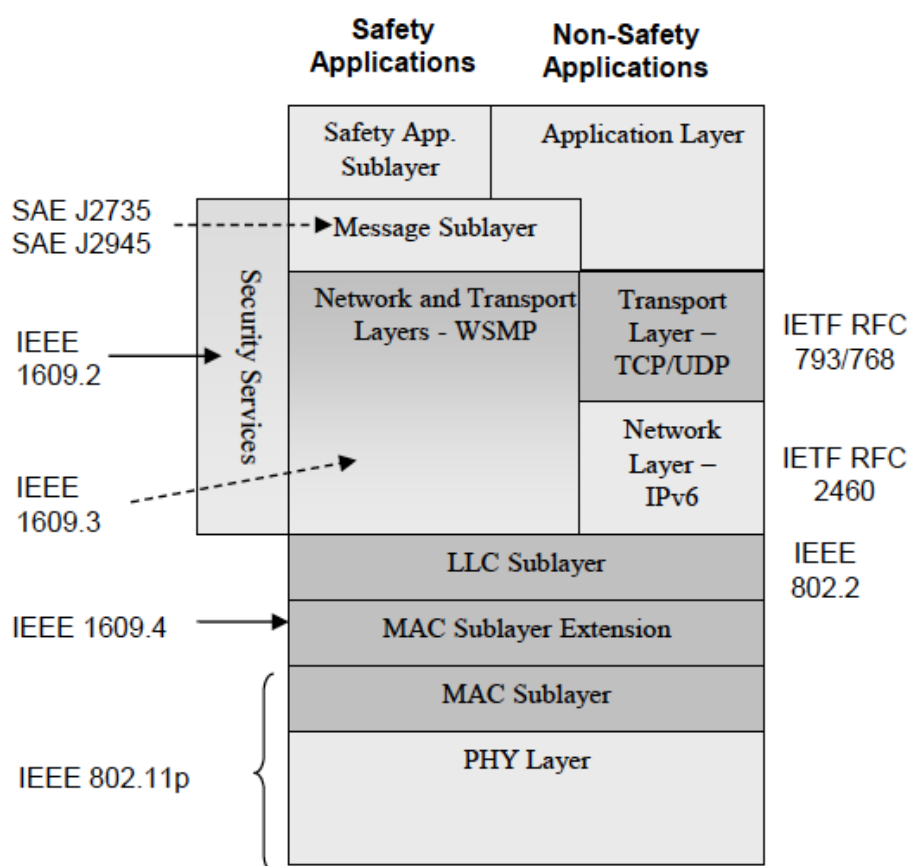 Safety
Applications
Non-Safety
Applications
Safety App.
Sublayer
Application Layer
SAE J2735
SAE J2945
Message Sublayer
Security Services
Network and Transport
Layers - WSMP
Transport
Layer –
TCP/UDP
IETF RFC
793/768
IEEE
1609.2
Network
Layer –
IPv6
IETF RFC
2460
IEEE
1609.3
LLC Sublayer
IEEE
802.2
IEEE 1609.4
MAC Sublayer Extension
MAC Sublayer
IEEE 802.11p
PHY Layer